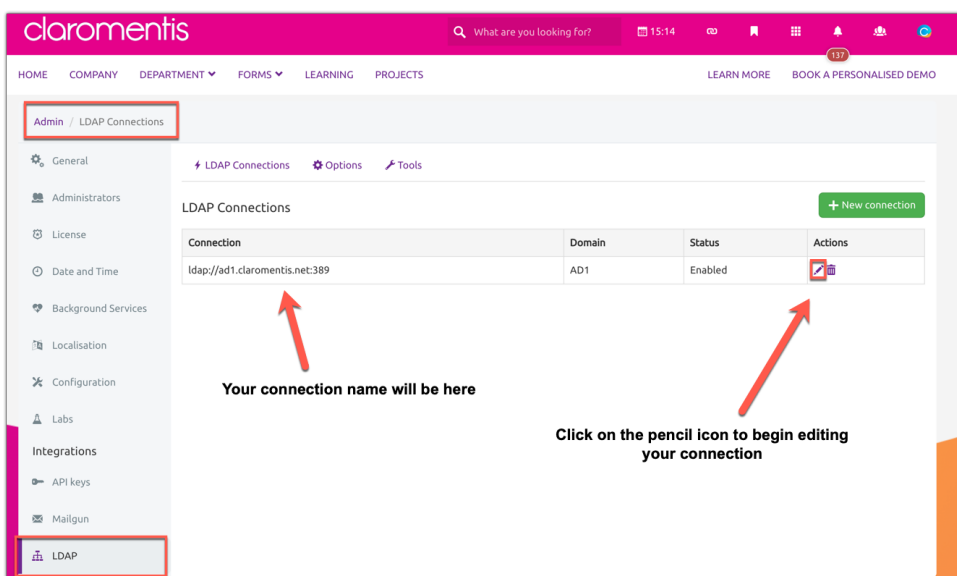 claromentis
What are you looking for?
15:14
137
HOME COMPANY DEPARTMENT FORMS LEARNING PROJECTS LEARN MORE BOOK A PERSONALISED DEMO
Admin / LDAP Connections
General
Administrators
License
Date and Time
Background Services
Localisation
Configuration
Labs
Integrations
API keys
Mailgun
LDAP
LDAP Connections Options Tools
LDAP Connections
+ New connection
Connection Domain Status Actions
ldap://ad1.claromentis.net:389 AD1 Enabled
Your connection name will be here
Click on the pencil icon to begin editing
your connection